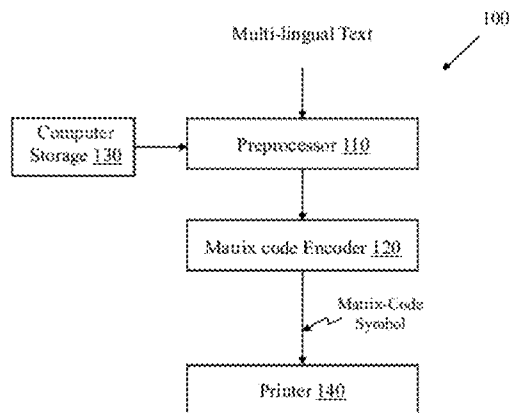 100
Multi-lingual Text
Computer
Storage 130
Preprocessor 110
Matrix code Encoder 120
Matrix-Code
Symbol
Printer 140